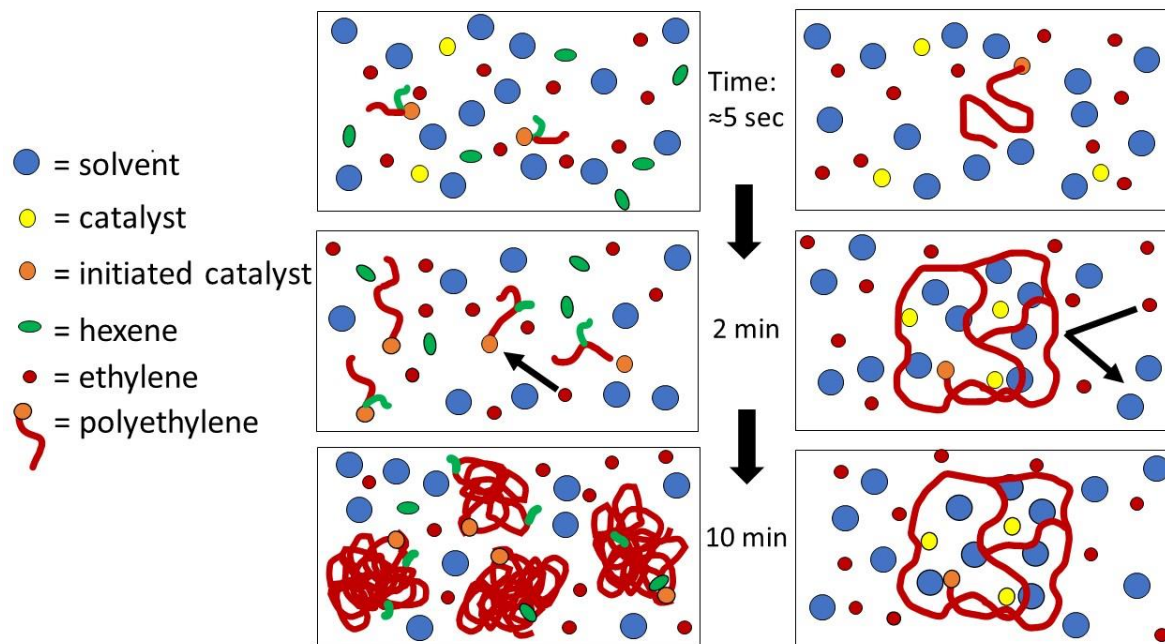 = solvent
= catalyst
= initiated catalyst
= hexene
= ethylene
= polyethylene
Time:
≈5 sec
2 min
10 min